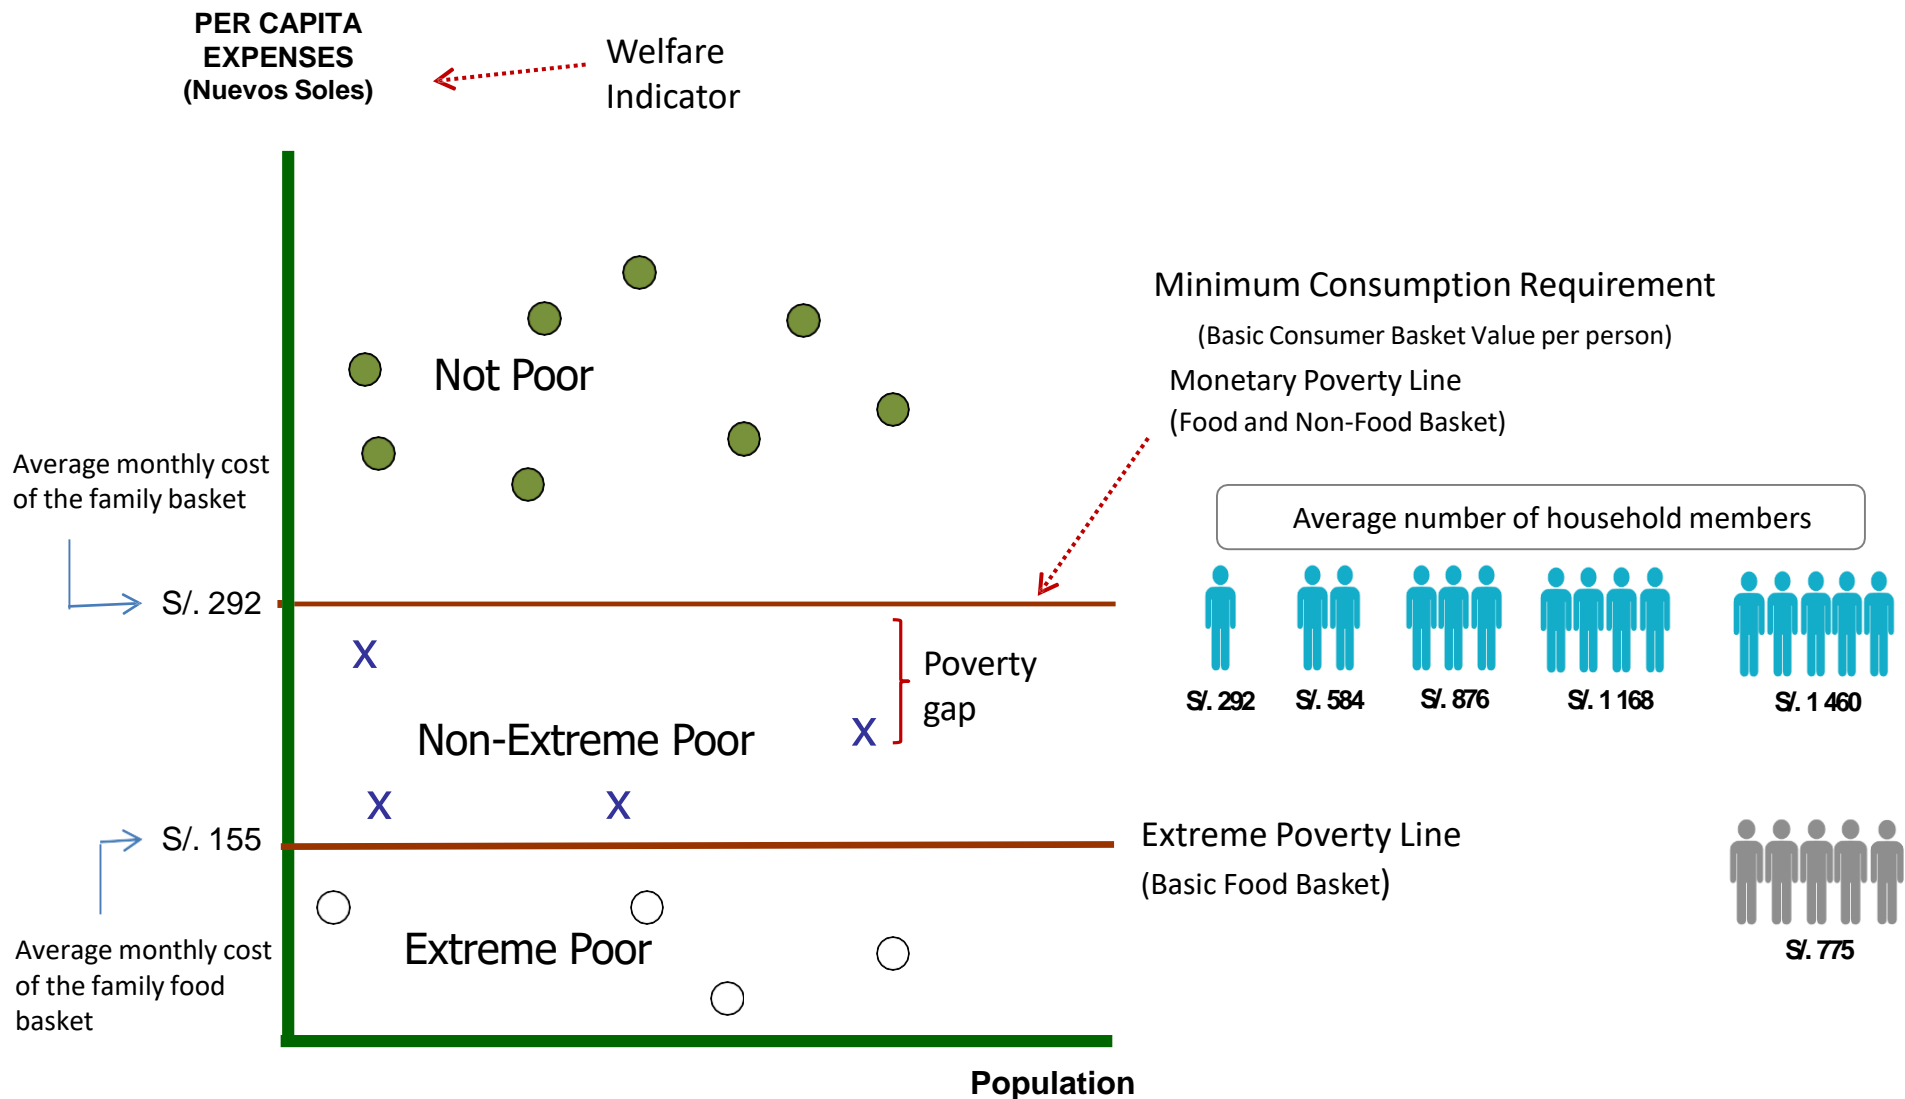 PER CAPITA
EXPENSES
(Nuevos Soles)
Welfare
Indicator
Not Poor
Minimum Consumption Requirement
(Basic Consumer Basket Value per person)
Monetary Poverty Line
(Food and Non-Food Basket)
Average monthly cost
of the family basket
S/. 292
Average number of household members
S/. 292
S/. 584
S/. 876
S/. 1 168
S/. 1 460
x
Poverty
gap
x
Non-Extreme Poor
x
x
S/. 155
Extreme Poverty Line
(Basic Food Basket)
S/. 775
Extreme Poor
Average monthly cost
of the family food
basket
Population